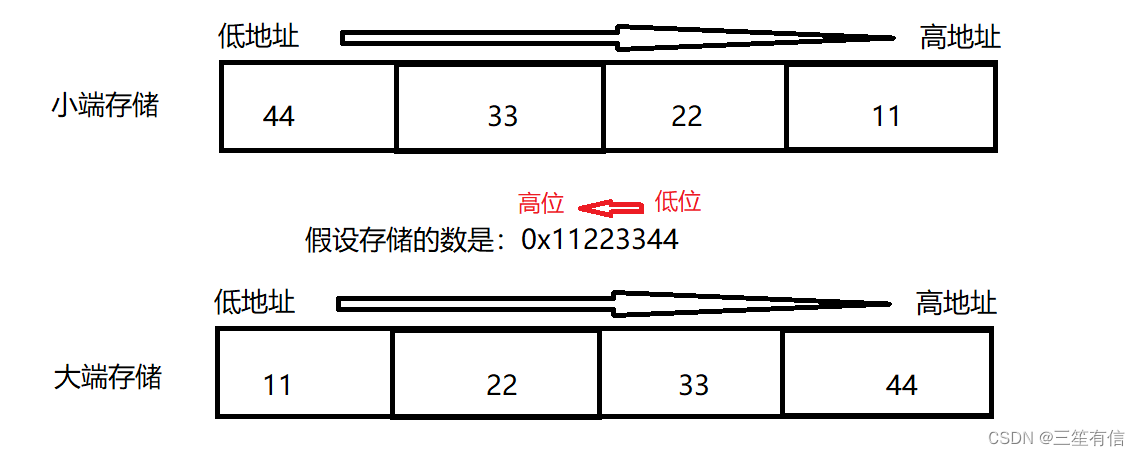 低地址 高地址
小端存储 44 33 22 11
高位 低位
假设存储的数是：0x11223344
低地址 高地址
大端存储 11 22 33 44
CSDN @三笙有信